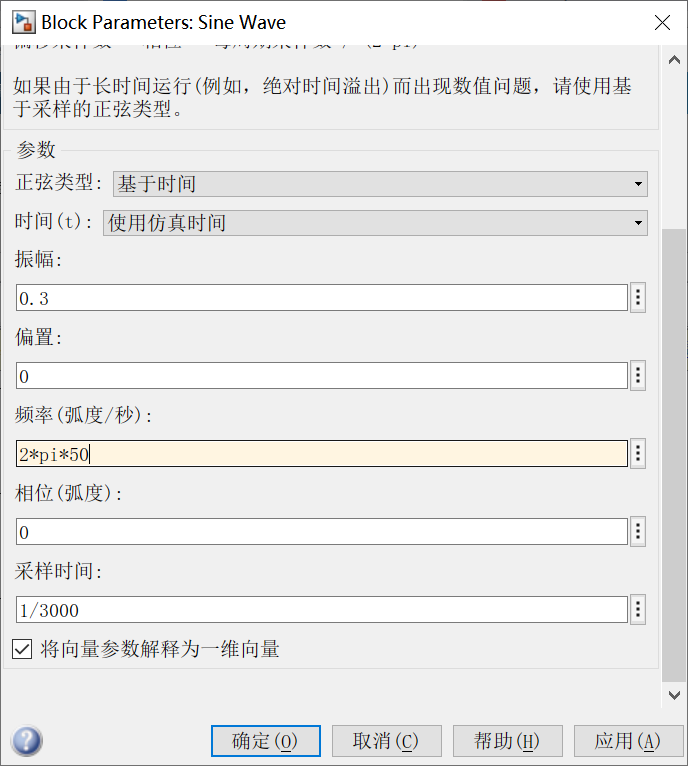 Block Parameters: Sine Wave
如果由于长时间运行(例如，绝对时间溢出)而出现数值问题，请使用基
于采样的正弦类型。
参数
正弦类型: 基于时间
时间(t): 使用仿真时间
振幅:
0.3
偏置:
0
频率(弧度/秒):
2*pi*50
相位(弧度):
0
采样时间:
1/3000
将向量参数解释为一维向量
确定(O) 取消(C) 帮助(H) 应用(A)